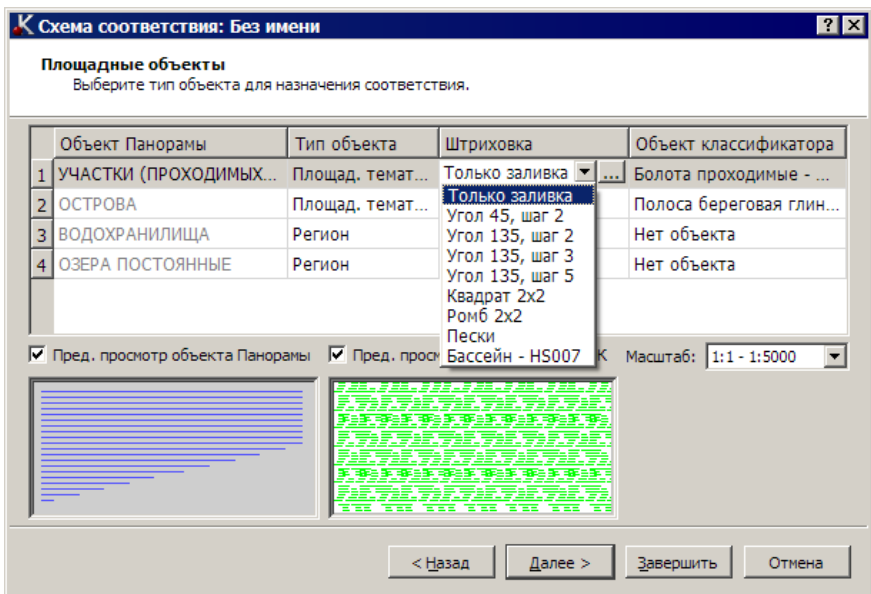 Схема соответствия: Без имени
Площадные объекты
Выберите тип объекта для назначения соответствия.
Объект Панорамы Тип объекта Штриховка Объект классификатора
1 УЧАСТКИ (ПРОХОДИМЫХ... Площад. темат... Только заливка ... Болота проходимые - ...
2 ОСТРОВА Площад. темат... Полоса береговая глин...
3 ВОДОХРАНИЛИЩА Регион Нет объекта
4 ОЗЕРА ПОСТОЯННЫЕ Регион Нет объекта
Только заливка
Угол 45, шаг 2
Угол 135, шаг 2
Угол 135, шаг 3
Угол 135, шаг 5
Квадрат 2x2
Ромб 2x2
Пески
Бассейн - HS007
Пред. просмотр объекта Панорамы Пред. К Масштаб: 1:1 - 1:5000
< Назад Далее > Завершить Отмена